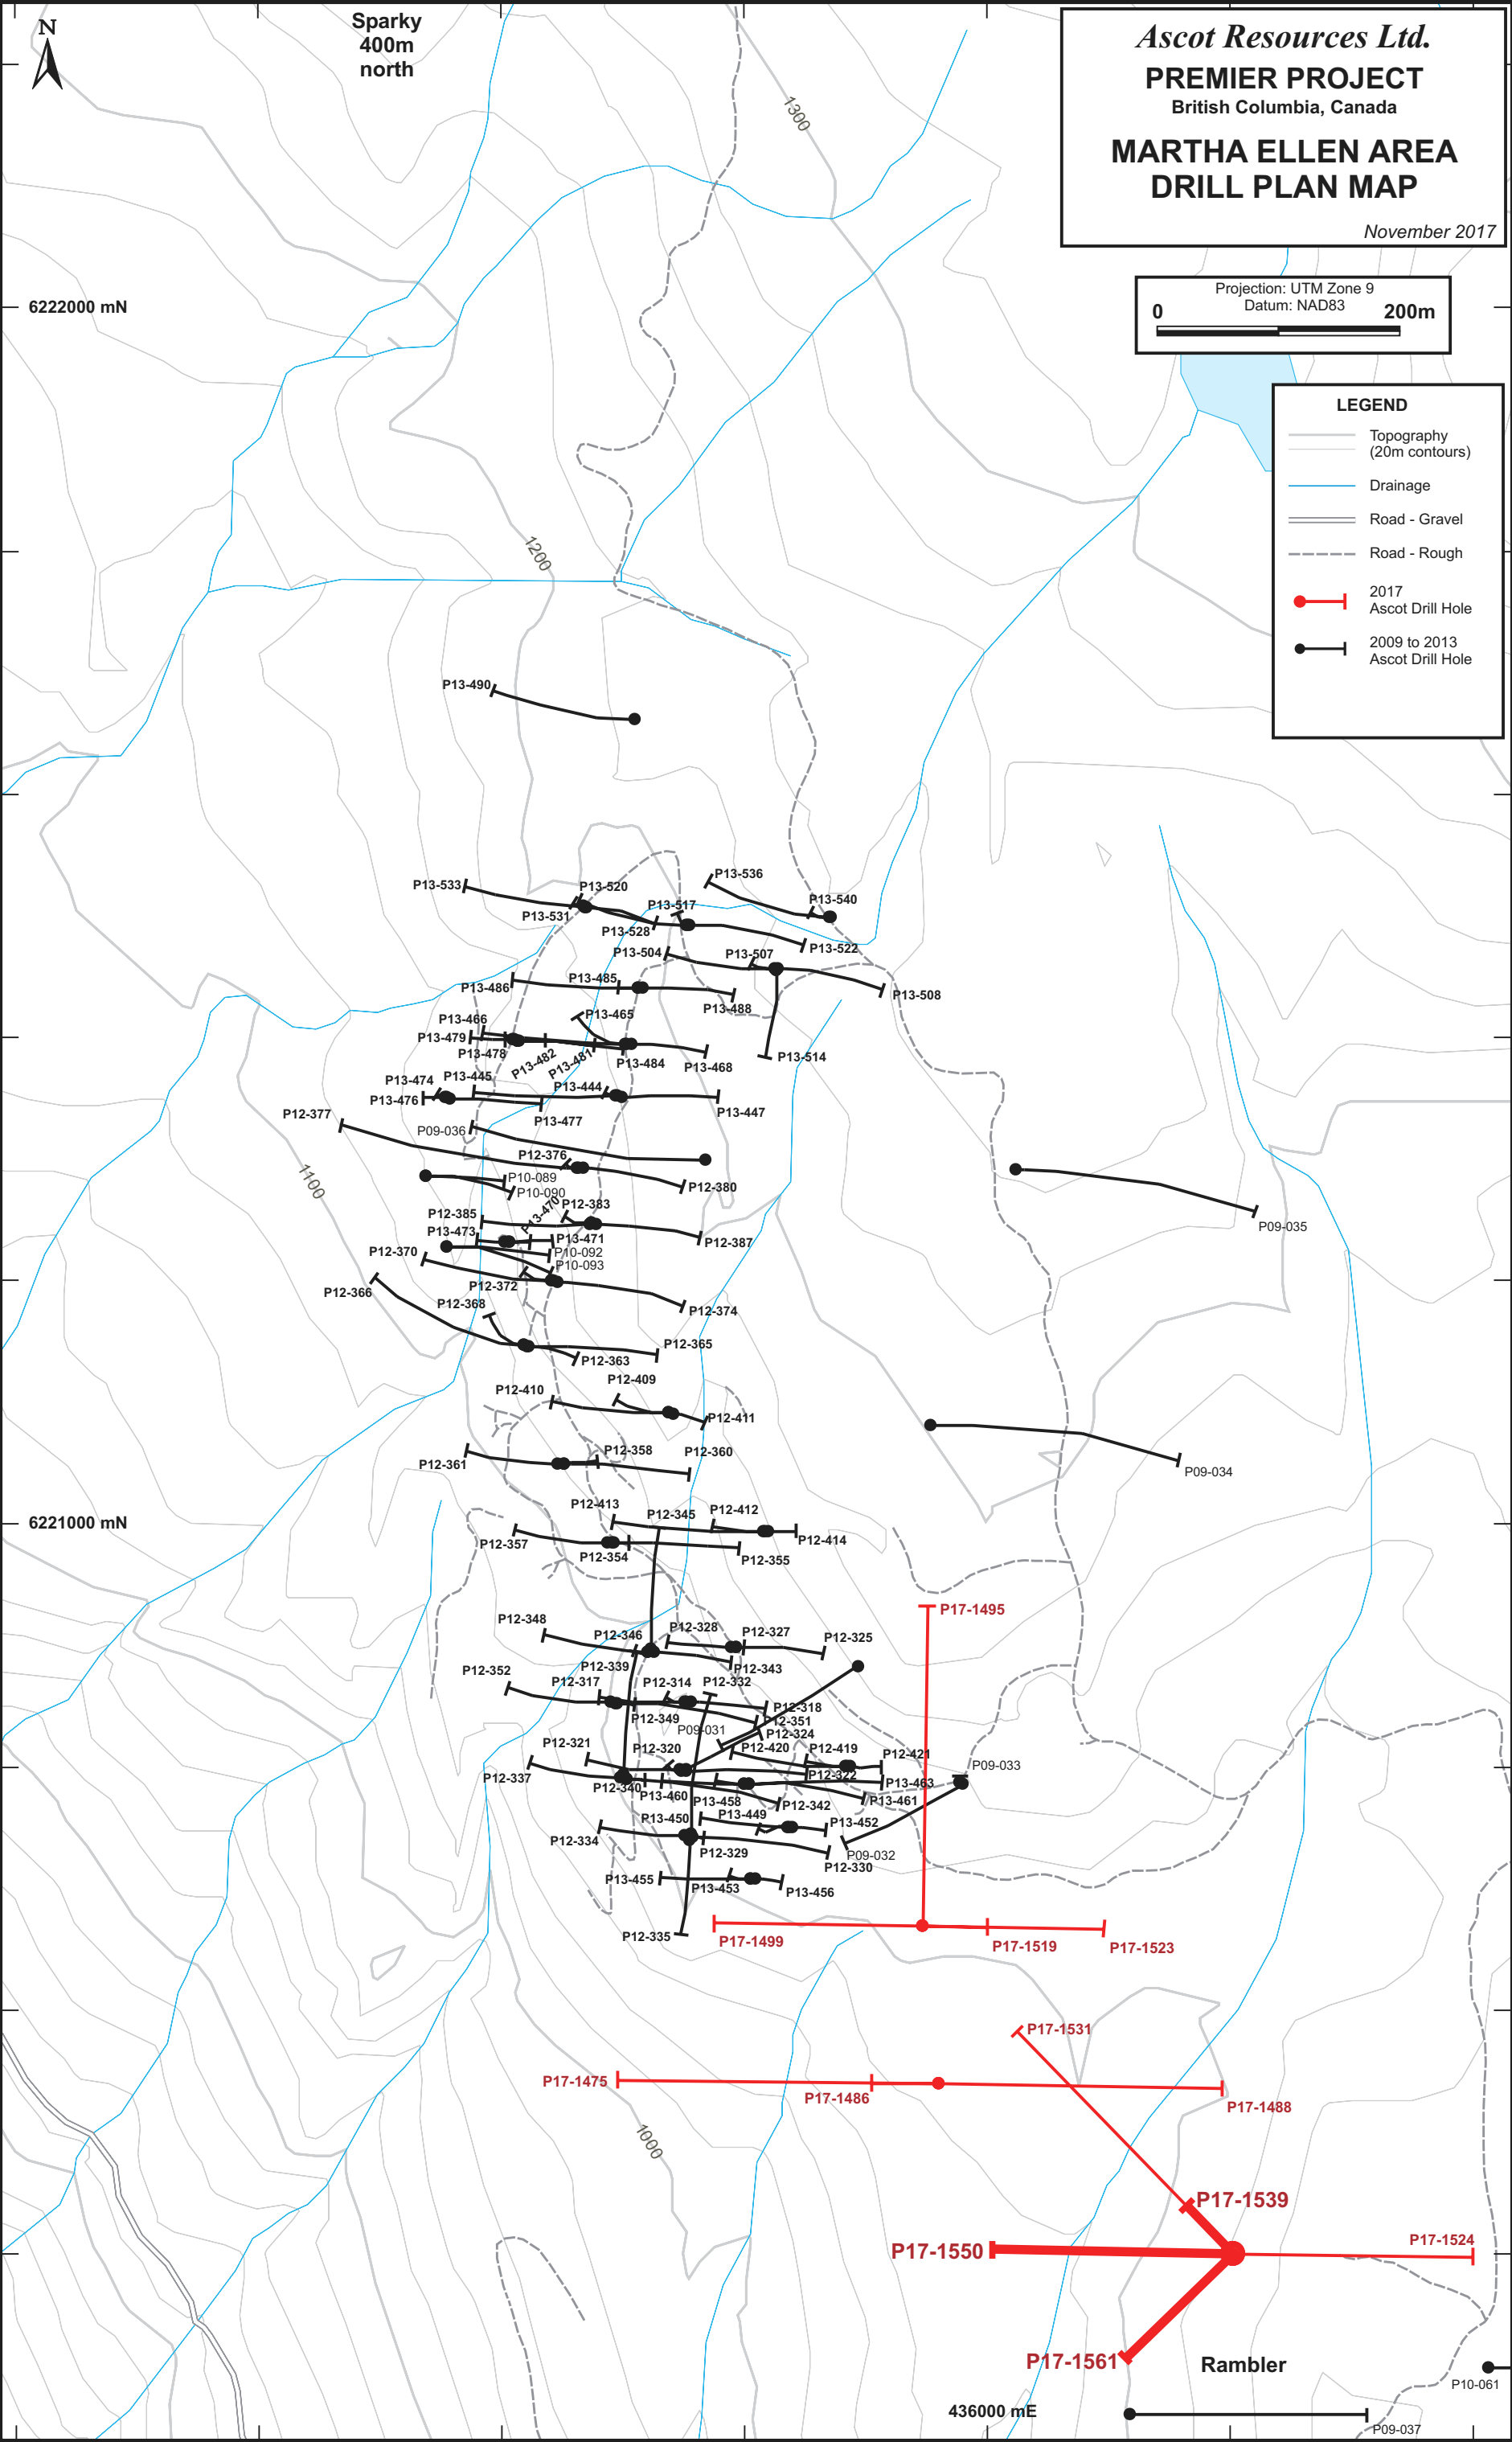 N
Sparky
400m
north
Ascot Resources Ltd.
PREMIER PROJECT
British Columbia, Canada
MARTHA ELLEN AREA
DRILL PLAN MAP
November 2017
1300
Projection: UTM Zone 9
Datum: NAD83
0 200m
6222000 mN
LEGEND
Topography
(20m contours)
Drainage
Road - Gravel
Road - Rough
2017
Ascot Drill Hole
2009 to 2013
Ascot Drill Hole
1200
P13-490
P13-536
P13-533
P13-520
P13-540
P13-517
P13-531
P13-528
P13-522
P13-504
P13-507
P13-485
P13-486
P13-508
P13-488
P13-465
P13-466
P13-479
P13-478
P13-482
P13-481
P13-484
P13-468
P13-514
P13-474
P13-445
P13-444
P13-476
P13-447
P12-377
P13-477
P09-036
P12-376
P10-089
P12-380
P10-090
1100
P13-470
P12-383
P12-385
P09-035
P13-473
P13-471
P12-387
P12-370
P10-092
P10-093
P12-372
P12-366
P12-368
P12-374
P12-365
P12-363
P12-409
P12-410
P12-411
P12-358
P12-360
P12-361
P09-034
P12-413
P12-412
P12-345
6221000 mN
P12-357
P12-414
P12-354
P12-355
P17-1495
P12-348
P12-328
P12-327
P12-346
P12-325
P12-339
P12-343
P12-352
P12-317
P12-314
P12-332
P12-318
P12-349
P12-351
P09-031
P12-324
P12-321
P12-320
P12-420
P12-419
P12-421
P09-033
P12-337
P12-322
P12-340
P13-463
P13-460
P13-458
P12-342
P13-461
P13-450
P13-449
P13-452
P12-334
P12-329
P09-032
P12-330
P13-455
P13-453
P13-456
P12-335
P17-1499
P17-1519
P17-1523
P17-1531
P17-1475
P17-1486
P17-1488
1000
P17-1539
P17-1550
P17-1524
P17-1561
Rambler
P10-061
436000 mE
P09-037